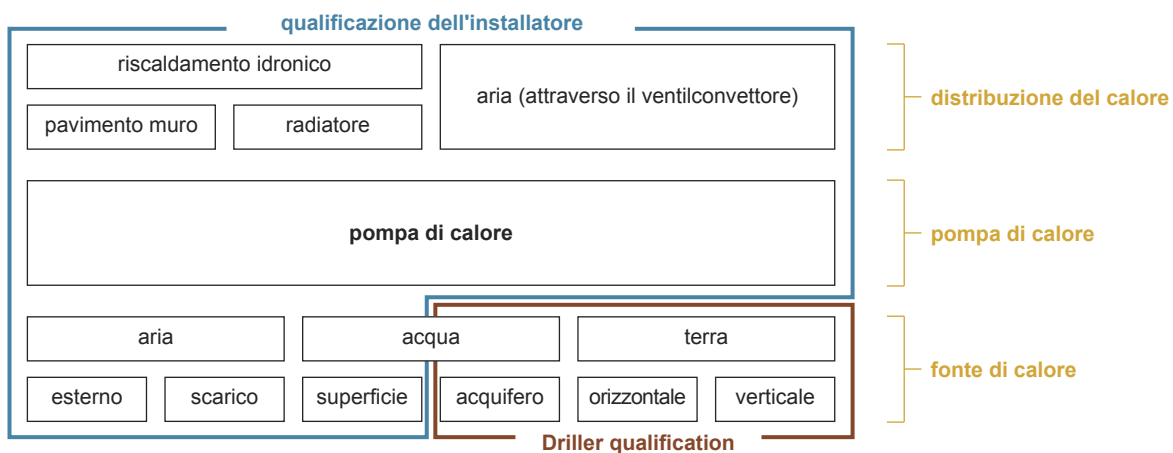 qualificazione dell'installatore
riscaldamento idronico
aria (attraverso il ventilconvettore)
pavimento muro
radiatore
distribuzione del calore
pompa di calore
pompa di calore
aria
acqua
terra
esterno
scarico
superficie
acquifero
orizzontale
verticale
fonte di calore
Driller qualification